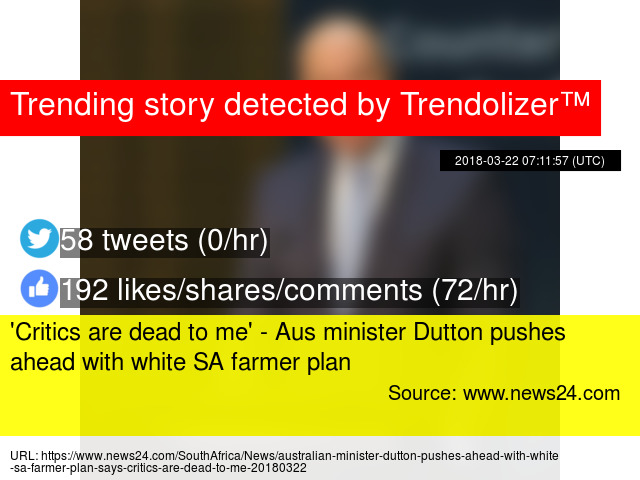 Counter
Trending story detected by Trendolizer™
2018-03-22 07:11:57 (UTC)
58 tweets (0/hr)
192 likes/shares/comments (72/hr)
'Critics are dead to me' - Aus minister Dutton pushes
ahead with white SA farmer plan
Source: www.news24.com
URL: https://www.news24.com/SouthAfrica/News/australian-minister-dutton-pushes-ahead-with-white
-sa-farmer-plan-says-critics-are-dead-to-me-20180322